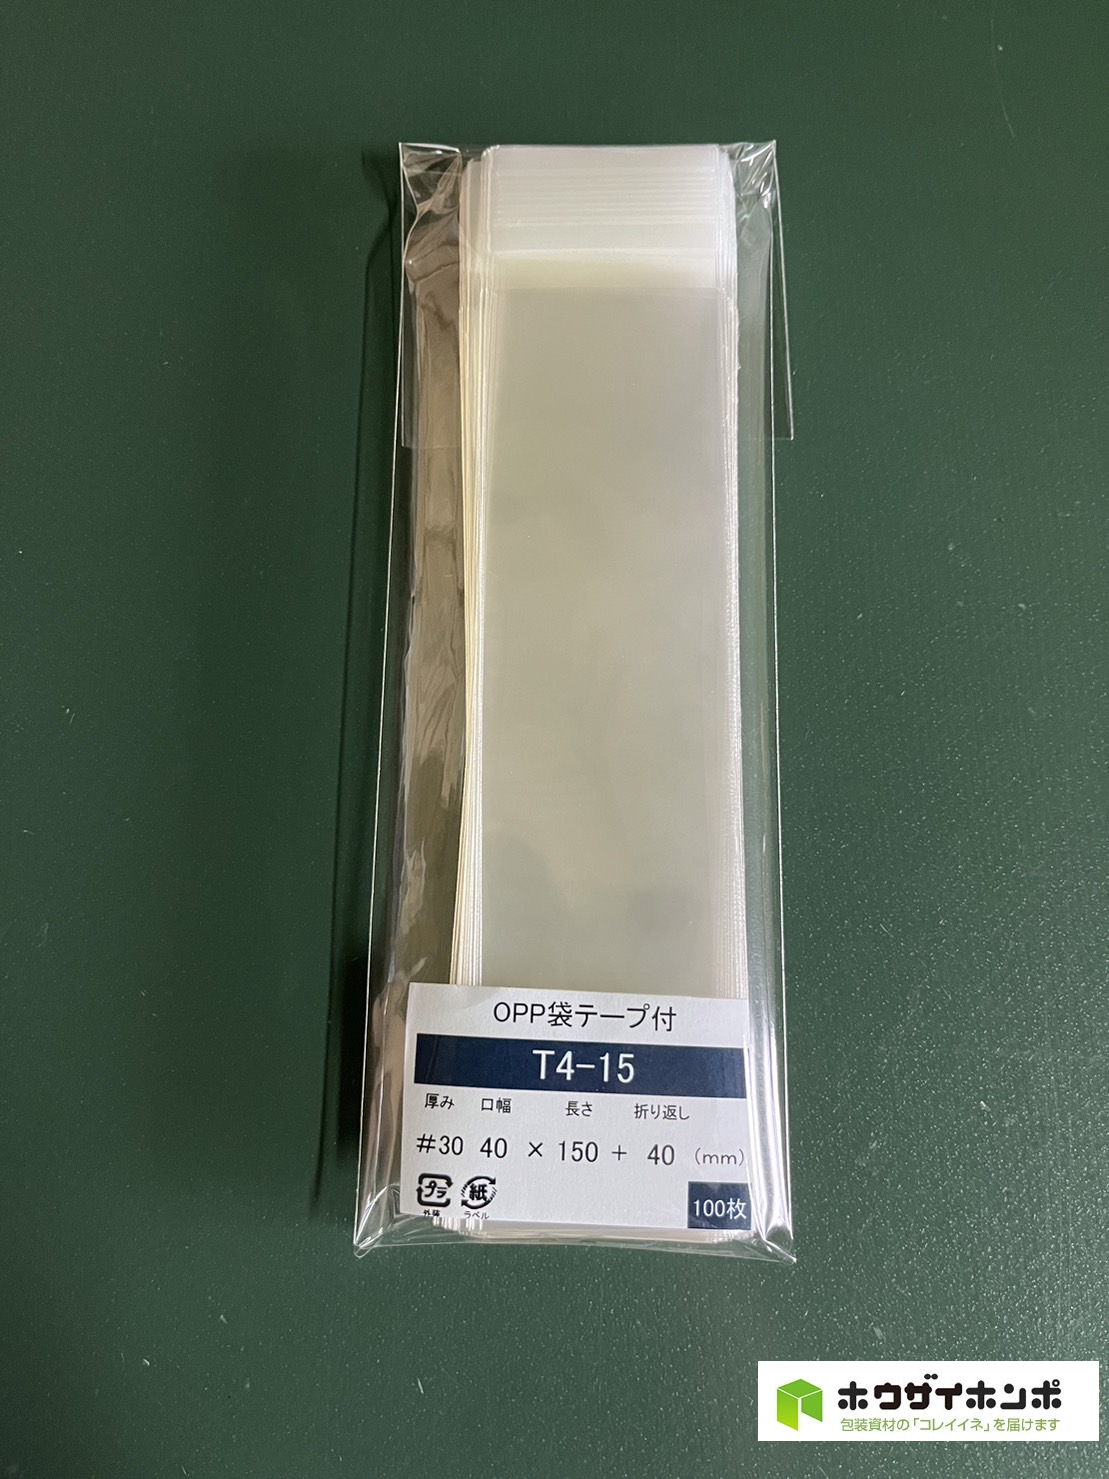 OPP袋テープ付
T4-15
厚み 口幅 長さ 折り返し
#30 40 × 150 + 40 (mm)
プラ 紙
外装 ラベル
100枚
ホウザイホンポ
包装資材の「コレイイネ」を届けます